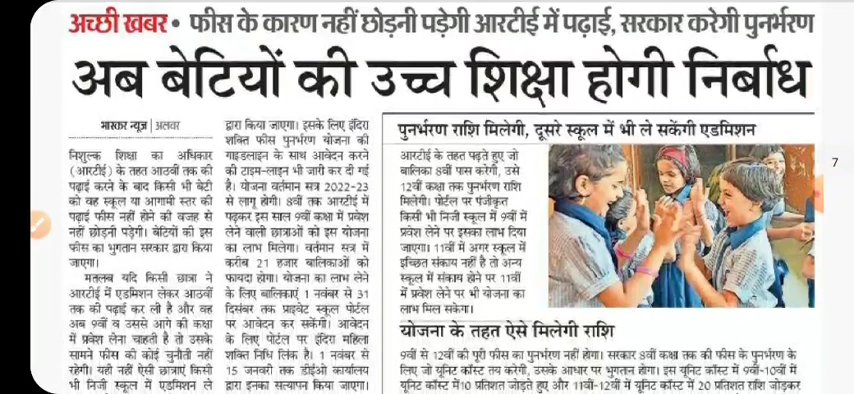 अच्छी खबर • फीस के कारण नहीं छोड़नी पड़ेगी आरटीई में पढ़ाई, सरकार करेगी पुनर्भरण
अब बेटियों की उच्च शिक्षा होगी निर्बाध
भास्कर न्यूज | अलवर
निशुल्क शिक्षा का अधिकार
(आरटीई) के तहत आठवीं तक की
पढ़ाई करने के बाद किसी भी बेटी
को वह स्कूल या आगामी स्तर की
पढ़ाई फीस नहीं होने की वजह से
नहीं छोड़नी पड़ेगी। बेटियों की इस
फीस का भुगतान सरकार द्वारा किया
जाएगा।
मतलब यदि किसी छात्रा ने
आरटीई में एडमिशन लेकर आठवीं
तक की पढ़ाई कर ली है और वह
अब 9वीं व उससे आगे की कक्षा
में प्रवेश लेना चाहती है तो उसके
सामने फीस की कोई चुनौती नहीं
रहेगी। यही नहीं ऐसी छात्राएं किसी
भी निजी स्कूल में एडमिशन ले
द्वारा किया जाएगा। इसके लिए इंदिरा
शक्ति फीस पुनर्भरण योजना की
गाइडलाइन के साथ आवेदन करने
की टाइम-लाइन भी जारी कर दी गई
है। योजना वर्तमान सत्र 2022-23
से लागू होगी। 8वीं तक आरटीई में
पढ़कर इस साल 9वीं कक्षा में प्रवेश
लेने वाली छात्राओं को इस योजना
का लाभ मिलेगा। वर्तमान सत्र में
करीब 21 हजार बालिकाओं को
फायदा होगा। योजना का लाभ लेने
के लिए बालिकाएं 1 नवंबर से 31
दिसंबर तक प्राइवेट स्कूल पोर्टल
पर आवेदन कर सकेंगी। आवेदन
के लिए पोर्टल पर इंदिरा महिला
शक्ति निधि लिंक है। 1 नवंबर से
15 जनवरी तक डीईओ कार्यालय
द्वारा इनका सत्यापन किया जाएगा।
पुनर्भरण राशि मिलेगी, दूसरे स्कूल में भी ले सकेंगी एडमिशन
आरटीई के तहत पढ़ते हुए जो
बालिका 8वीं पास करेगी, उसे
12वीं कक्षा तक पुनर्भरण राशि
मिलेगी। पोर्टल पर पंजीकृत
किसी भी निजी स्कूल में 9वीं में
प्रवेश लेने पर इसका लाभ दिया
जाएगा। 11वीं में अगर स्कूल में
इच्छित संकाय नहीं है तो अन्य
स्कूल में संकाय होने पर 11वीं
में प्रवेश लेने पर भी योजना का
लाभ मिल सकेगा।
योजना के तहत ऐसे मिलेगी राशि
9वीं से 12वीं की पूरी फीस का पुनर्भरण नहीं होगा। सरकार 8वीं कक्षा तक की फीस के पुनर्भरण के
लिए जो यूनिट कॉस्ट तय करेगी, उसके आधार पर भुगतान होगा। इस यूनिट कॉस्ट में 9वीं-10वीं में
यूनिट कॉस्ट में10 प्रतिशत जोड़ते हुए और 11वीं-12वीं में यूनिट कॉस्ट में 20 प्रतिशत राशि जोड़कर
7